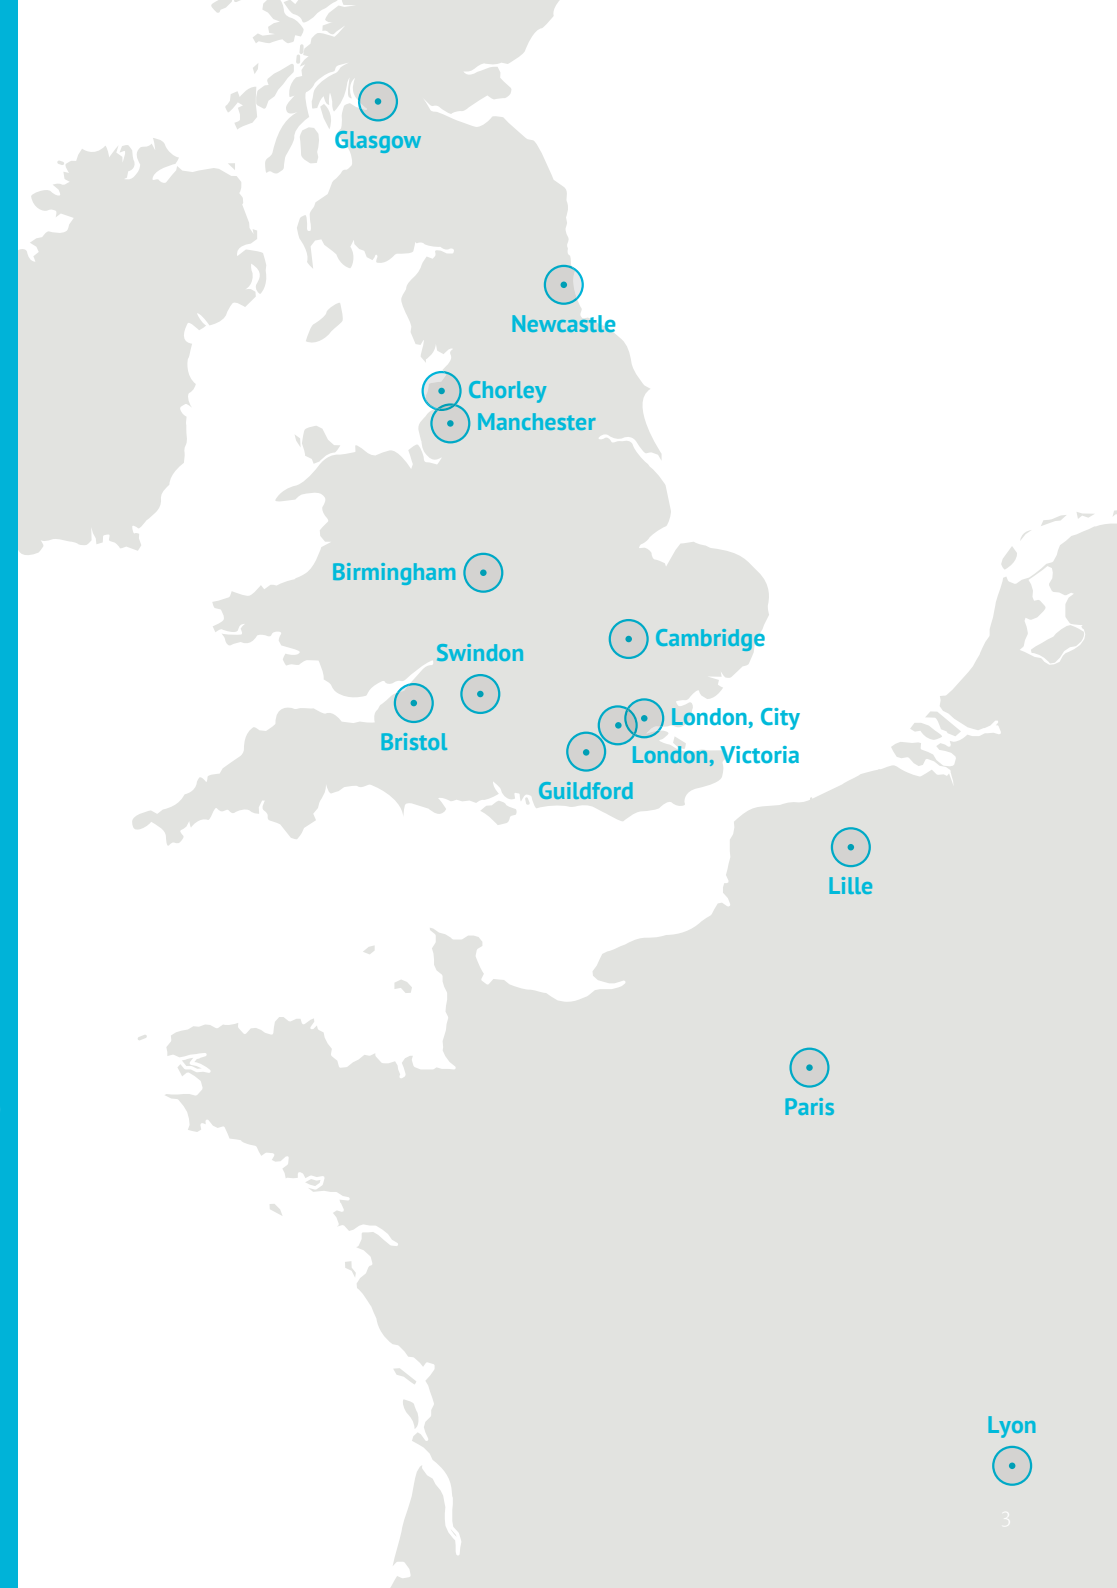 Glasgow
Newcastle
Chorley
Manchester
Birmingham
Cambridge
Swindon
London, City
Bristol
London, Victoria
Guildford
Lille
Paris
Lyon
3